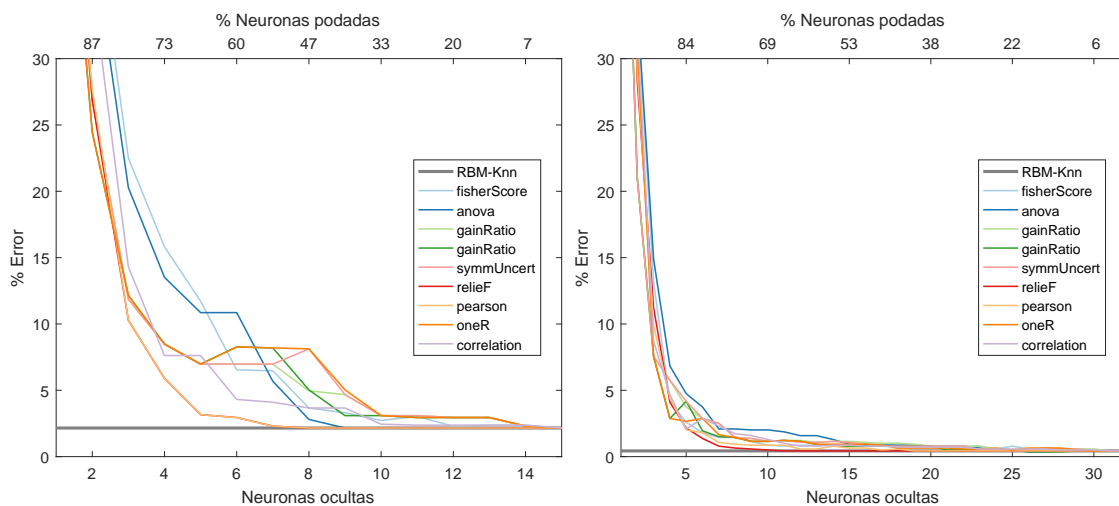 % Neuronas podadas
87 73 60 47 33 20 7
30
25
20
15
10
5
0
% Error
RBM-Knn
fisherScore
anova
gainRatio
gainRatio
symmUncert
relieF
pearson
oneR
correlation
2 4 6 8 10 12 14
Neuronas ocultas
% Neuronas podadas
84 69 53 38 22 6
30
25
20
15
10
5
0
% Error
RBM-Knn
fisherScore
anova
gainRatio
gainRatio
symmUncert
relieF
pearson
oneR
correlation
5 10 15 20 25 30
Neuronas ocultas